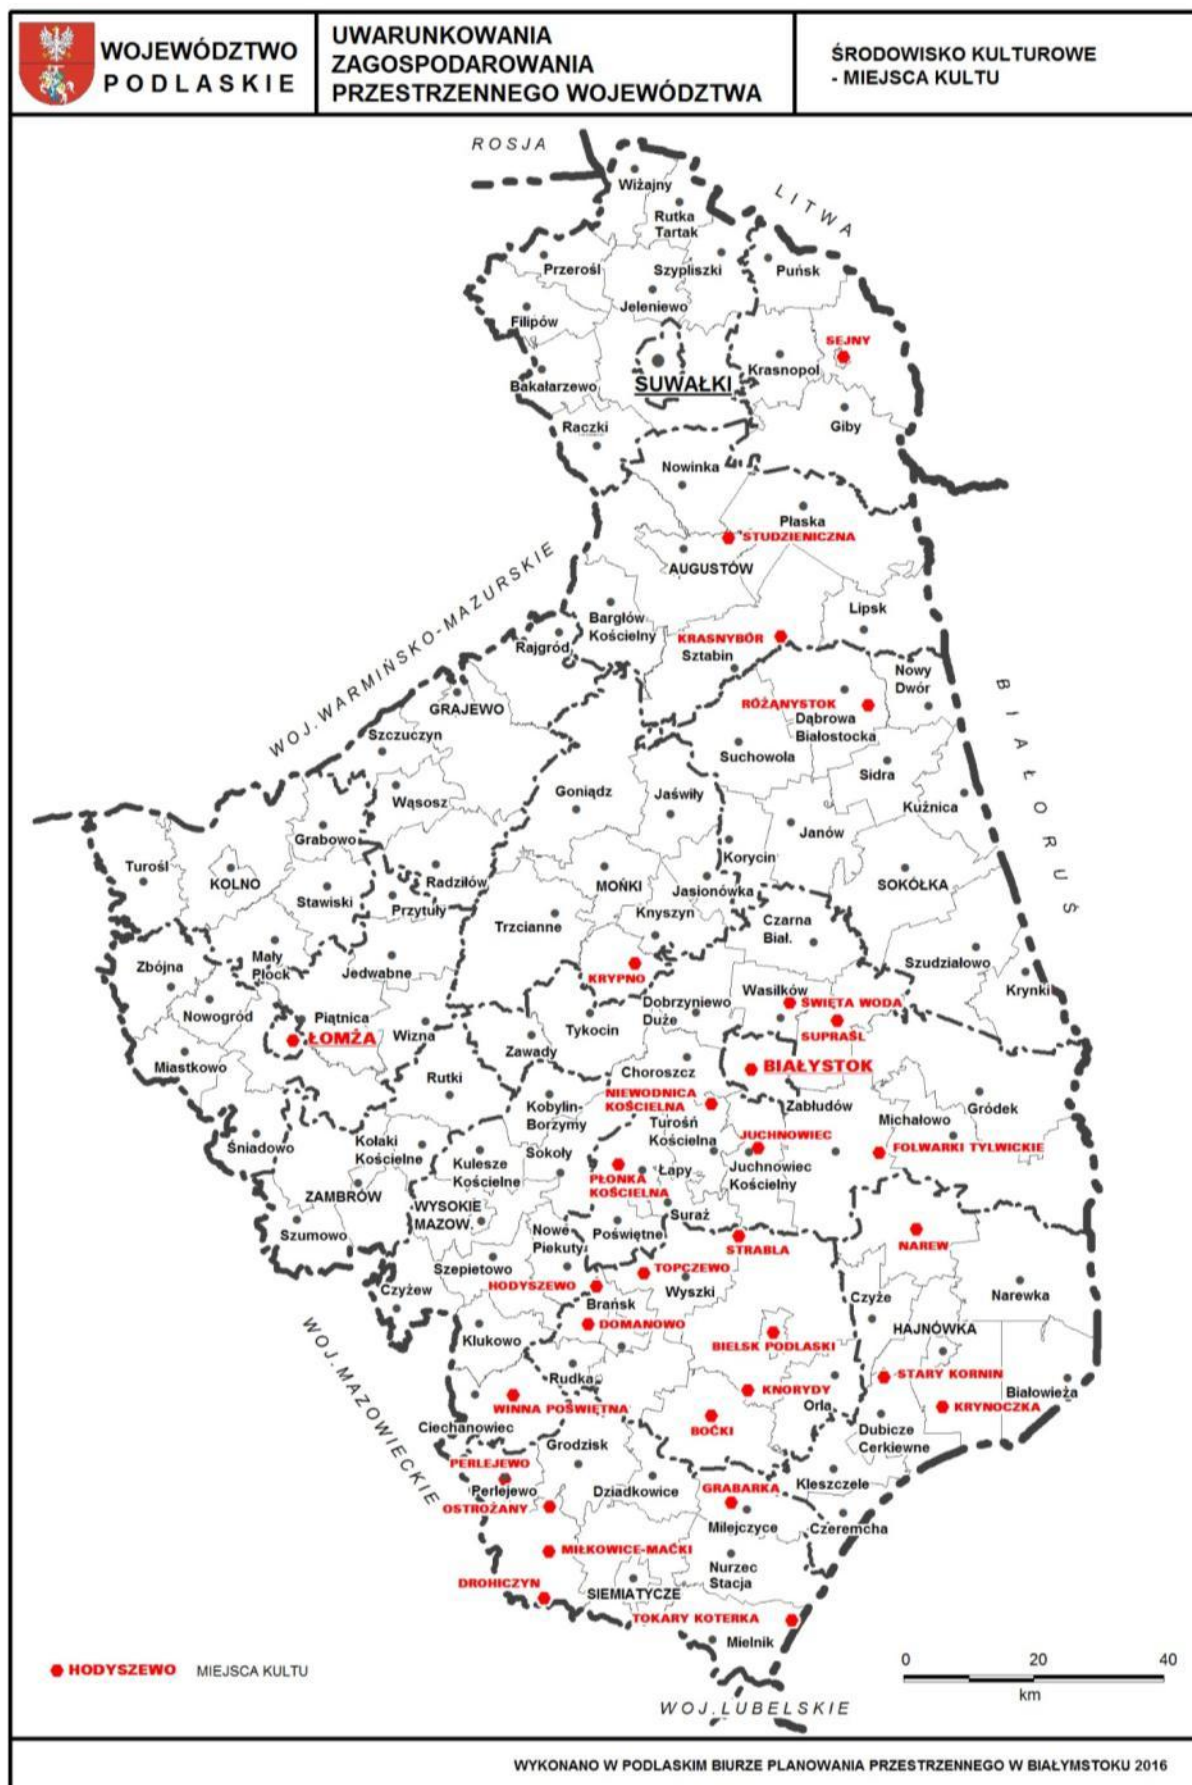 WOJEWÓDZTWO
PODLASKIE
UWARUNKOWANIA
ZAGOSPODAROWANIA
PRZESTRZENNEGO WOJEWÓDZTWA
ŚRODOWISKO KULTUROWE
- MIEJSCA KULTU
ROSJA
LITWA
Wiżajny
Rutka
Tartak
Przerośl
Szypliszki
Puńsk
Jeleniewo
Filipów
SEJNY
Krasnopol
Bakałarzewo
SUWAŁKI
Raczki
Giby
Nowinka
Płaska
STUDZIENICZNA
AUGUSTÓW
WOJ.WARMIŃSKO-MAZURSKIE
Bargłów
Kościelny
Lipsk
Rajgród
KRASNYBÓR
Sztabin
Nowy
Dwór
BIAŁORUŚ
GRAJEWO
RÓŻANYSTOK
Dąbrowa
Białostocka
Szczuczyn
Suchowola
Sidra
Goniądz
Jaświły
Wąsosz
Kuźnica
Grabowo
Janów
Korycin
Turośl
KOLNO
Radziłów
MOŃKI
Jasionówka
SOKÓŁKA
Stawiski
Przytuły
Knyszyn
Trzcianne
Czarna
Biał.
Zbójna
Mały
Płock
Jedwabne
Szudziałowo
KRYPNO
Krynki
Wasilków
ŚWIĘTA WODA
Dobrzyniewo
Duże
Nowogród
Piątnica
ŁOMŻA
Wizna
Tykocin
SUPRAŚL
Zawady
Miastkowo
Choroszcz
BIAŁYSTOK
Rutki
NIEWODNICA
KOŚCIELNA
Kobylin-
Borzymy
Zabłudów
Gródek
Michałowo
Turośń
Kościelna
JUCHNOWIEC
FOLWARKI TYLWICKIE
Śniadowo
Kołaki
Kościelne
Sokoły
Kulesze
Kościelne
Łapy
Juchnowiec
Kościelny
PŁONKA
KOŚCIELNA
ZAMBRÓW
WYSOKIE
MAZOW.
Suraż
Szumowo
Nowe
Piekuty
Poświętne
STRABLA
NAREW
Szepietowo
TOPCZEWO
HODYSZEWO
Wyszki
Czyżew
Narewka
Czyże
Brańsk
DOMANOWO
HAJNÓWKA
Klukowo
BIELSK PODLASKI
WOJ.MAZOWIECKIE
Rudka
STARY KORNIN
KNORYDY
Białowieża
WINNA POŚWIĘTNA
Orla
KRYNOCZKA
Ciechanowiec
BOĆKI
Dubicze
Cerkiewne
Grodzisk
PERLEJEWO
Perlejewo
Dziadkowice
Kleszczele
GRABARKA
OSTROŻANY
Milejczyce
Czeremcha
MIŁKOWICE-MAĆKI
Nurzec
Stacja
DROHICZYN
SIEMIATYCZE
TOKARY KOTERKA
Mielnik
HODYSZEWO MIEJSCA KULTU
0 20 40
km
WOJ.LUBELSKIE
WYKONANO W PODLASKIM BIURZE PLANOWANIA PRZESTRZENNEGO W BIAŁYMSTOKU 2016